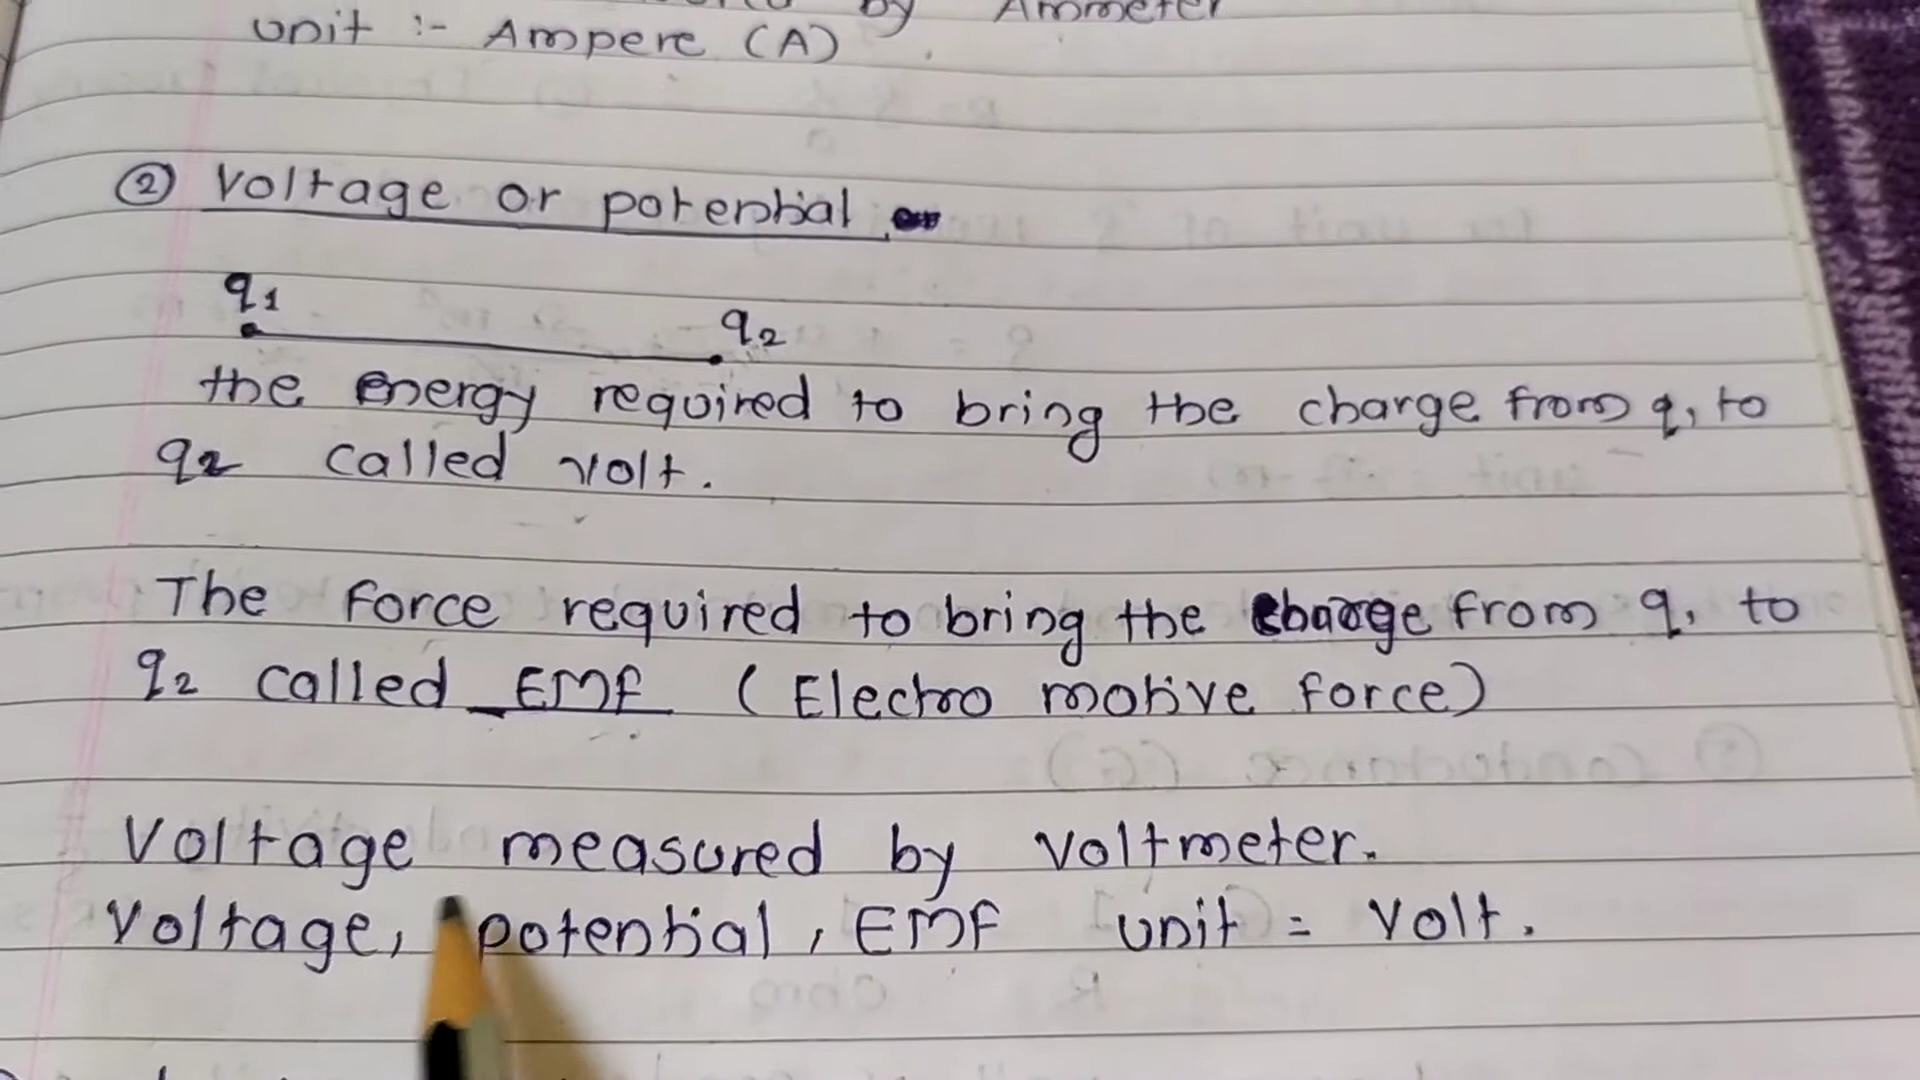 by Ammeter
unit :- Ampere (A)
② Voltage or potential
q1
q2
the energy required to bring the charge from q1 to
q2 called volt.
The force required to bring the charge from q1 to
q2 called EMF (Electro motive force)
Voltage measured by voltmeter.
Voltage, potential, EMF unit = Volt.